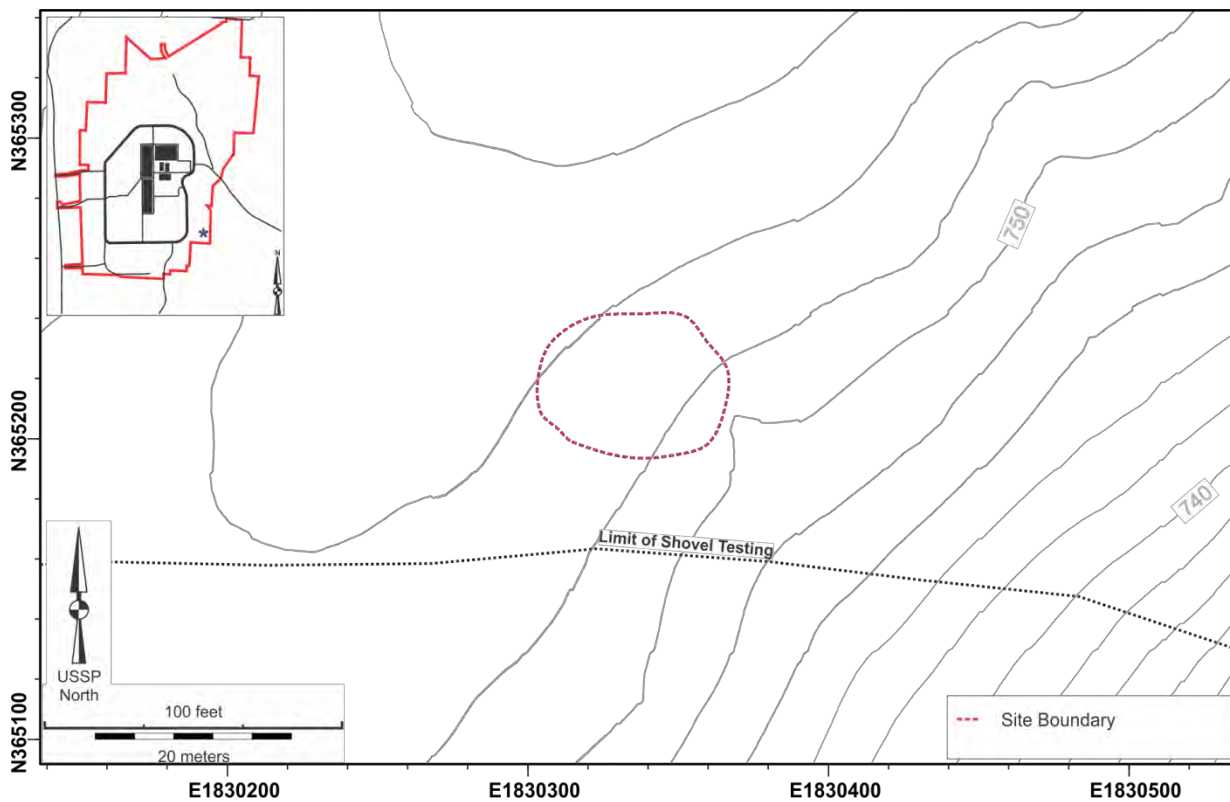 N
N365300
750
N365200
740
Limit of Shovel Testing
USSP
North
100 feet
20 meters
Site Boundary
N365100
E1830200
E1830300
E1830400
E1830500